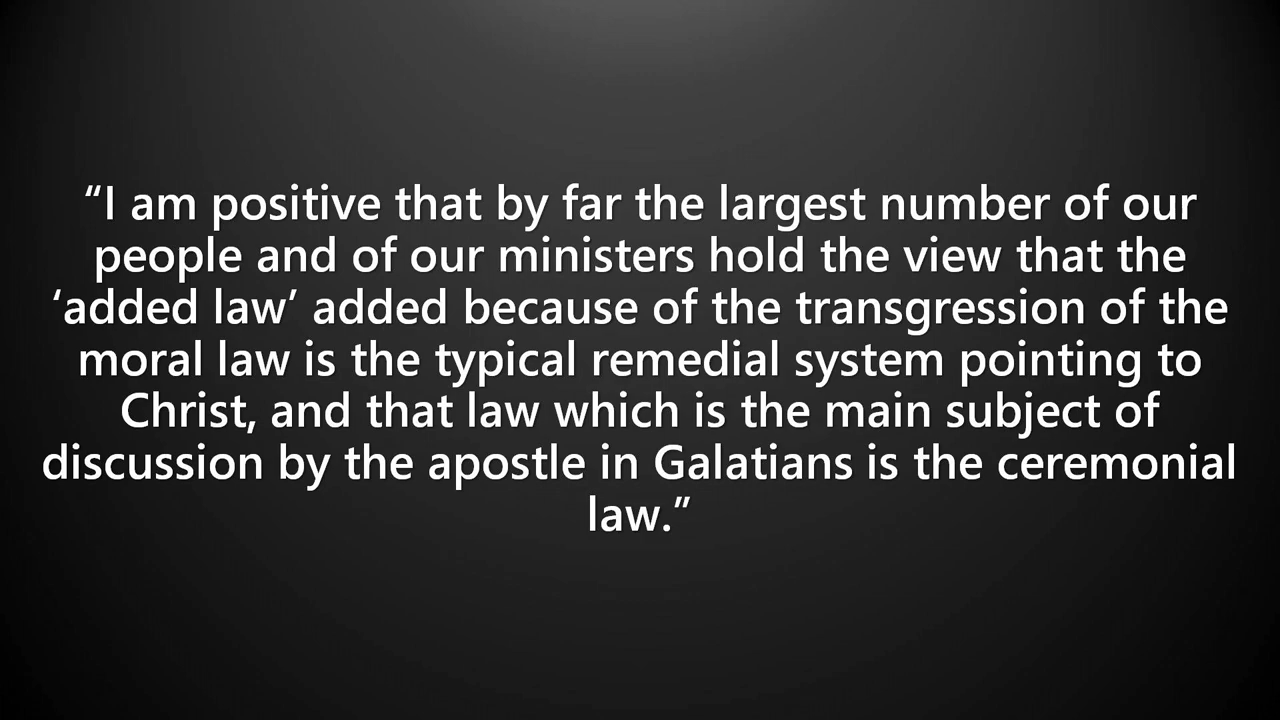 “I am positive that by far the largest number of our
people and of our ministers hold the view that the
‘added law’ added because of the transgression of the
moral law is the typical remedial system pointing to
Christ, and that law which is the main subject of
discussion by the apostle in Galatians is the ceremonial
law.”